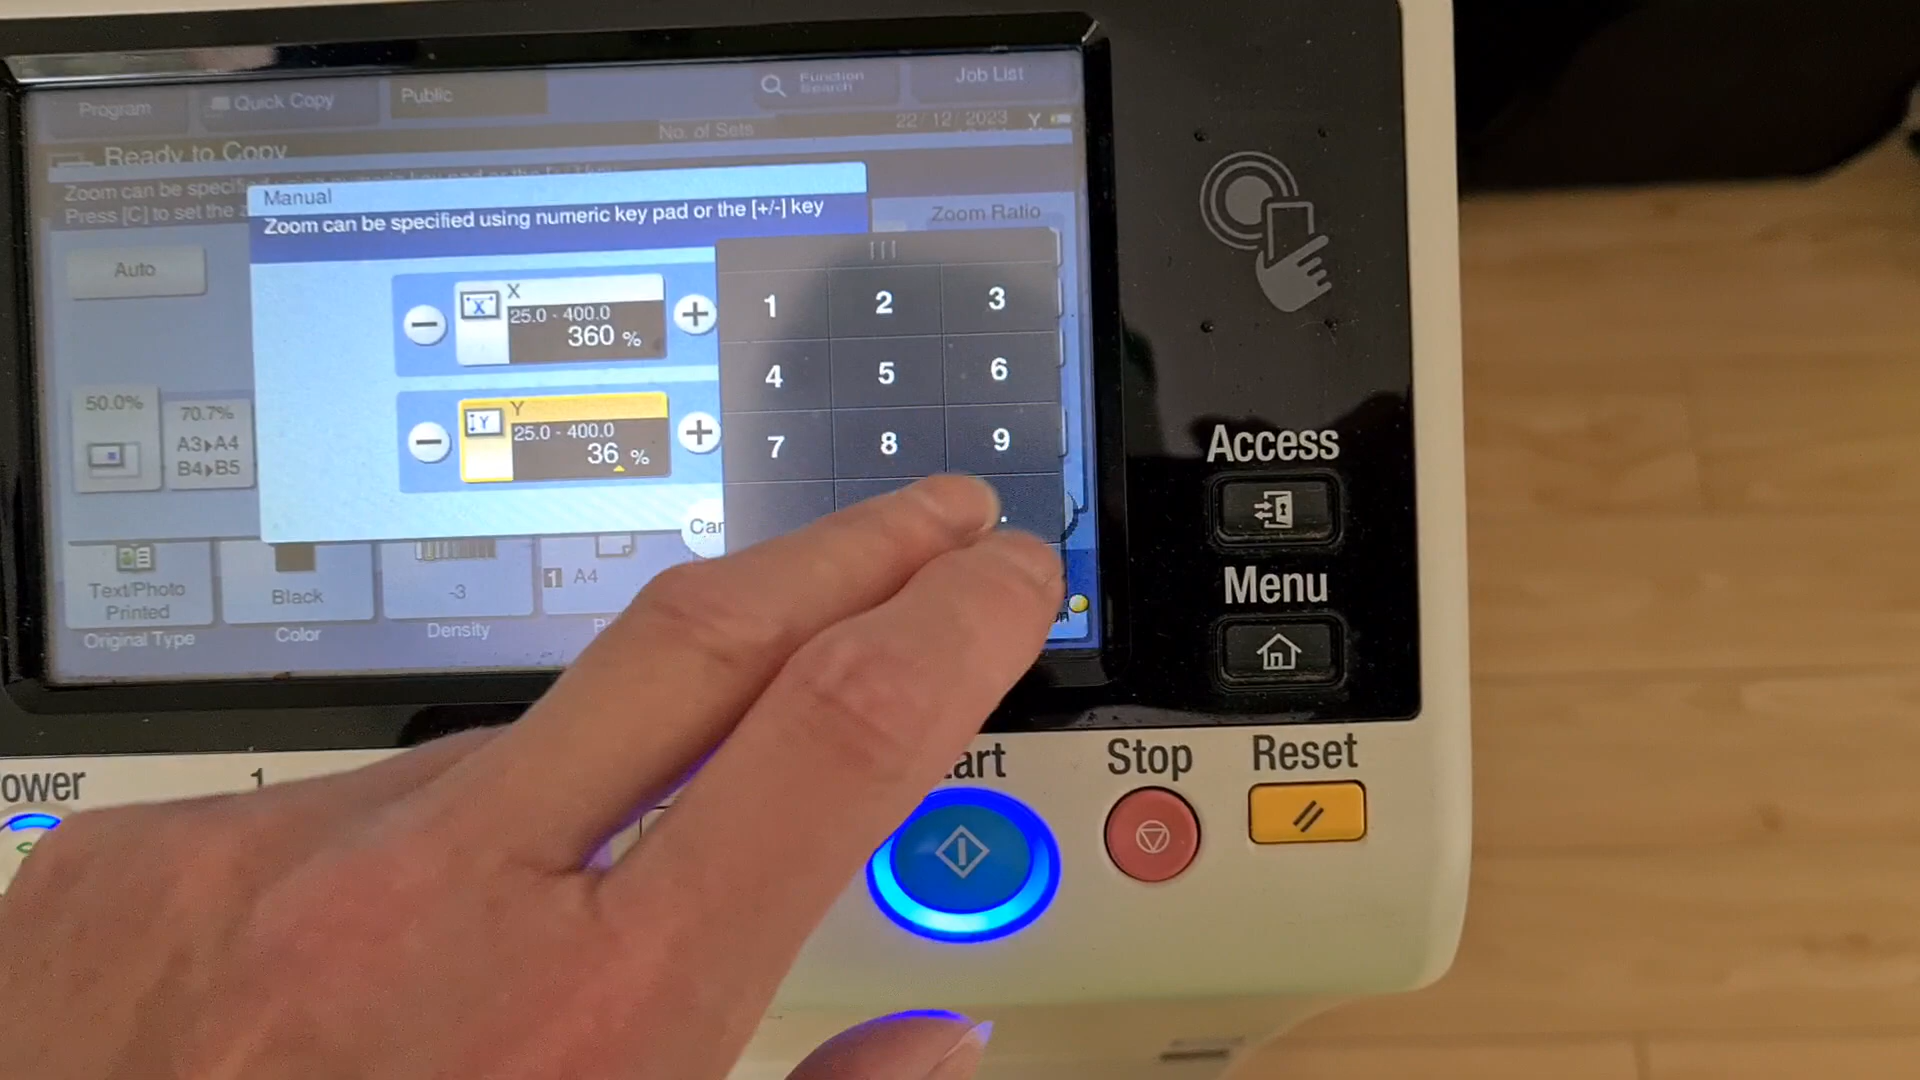 Program
Quick Copy
Public
Function
Search
Job List
No. of Sets
22/12/2023
Y
Ready to Copy
Zoom can be specif
Press [C] to set the z
Manual
Zoom can be specified using numeric key pad or the [+/-] key
Zoom Ratio
Auto
X
X
25.0 - 400.0
360 %
Y
Y
25.0 - 400.0
36 %
1 2 3
4 5 6
7 8 9
.
Can
50.0%
70.7%
A3▸A4
B4▸B5
Text/Photo
Printed
Original Type
Black
Color
-3
Density
1 A4
Access
Menu
ower
1
tart
Stop
Reset